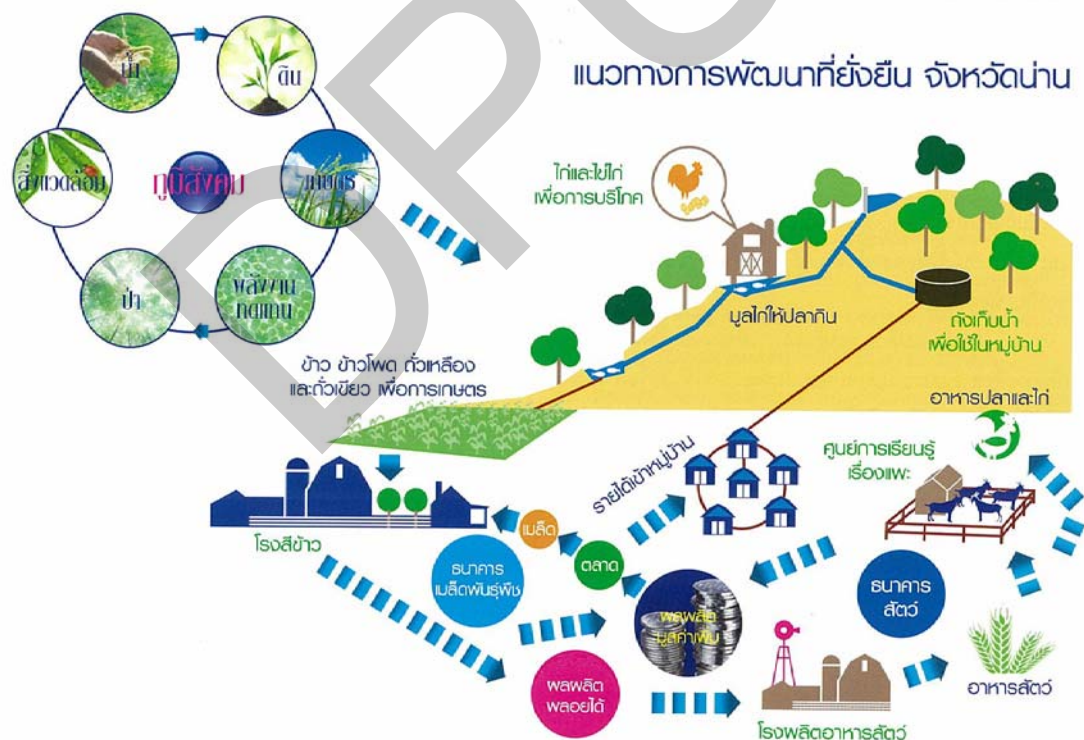 แนวทางการพัฒนาที่ยั่งยืน จังหวัดน่าน
น้ำ
ดิน
สิ่งแวดล้อม
ภูมิสังคม
เกษตร
ป่า
พลังงาน
ทดแทน
ไก่และไข่ไก่
เพื่อการบริโภค
มูลไก่ให้ปลากิน
ถังเก็บน้ำ
เพื่อใช้ในหมู่บ้าน
ข้าว ข้าวโพด ถั่วเหลือง
และถั่วเขียว เพื่อการเกษตร
อาหารปลาและไก่
ศูนย์การเรียนรู้
เรื่องแพะ
รายได้เข้าหมู่บ้าน
โรงสีข้าว
เมล็ด
ตลาด
ธนาคาร
เมล็ดพันธุ์พืช
ผลผลิต
มูลค่าเพิ่ม
ธนาคาร
สัตว์
ผลผลิต
พลอยได้
อาหารสัตว์
โรงผลิตอาหารสัตว์
DPU